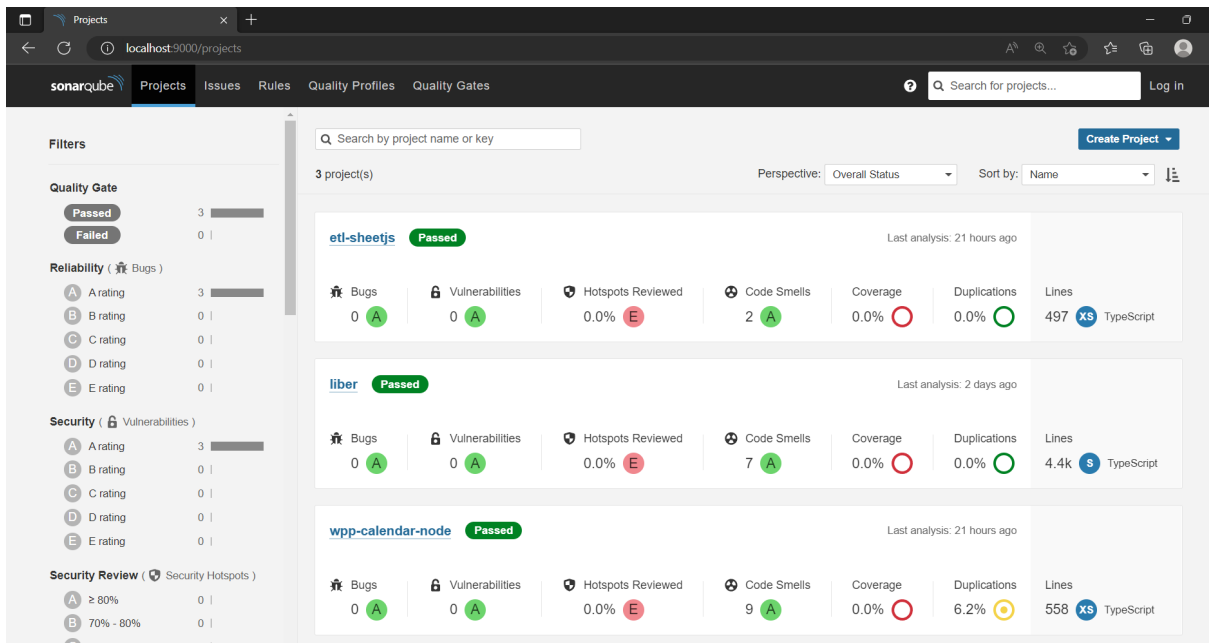 Projects
localhost:9000/projects
sonarqube Projects Issues Rules Quality Profiles Quality Gates ? Search for projects... Log in
Filters
Quality Gate
Passed 3
Failed 0
Reliability ( Bugs )
A A rating 3
B B rating 0
C C rating 0
D D rating 0
E E rating 0
Security ( Vulnerabilities )
A A rating 3
B B rating 0
C C rating 0
D D rating 0
E E rating 0
Security Review ( Security Hotspots )
A ≥ 80% 0
B 70% - 80% 0
Search by project name or key Create Project
3 project(s) Perspective: Overall Status Sort by: Name
etl-sheetjs Passed Last analysis: 21 hours ago
Bugs Vulnerabilities Hotspots Reviewed Code Smells Coverage Duplications Lines
0 A 0 A 0.0% E 2 A 0.0% 0.0% 497 XS TypeScript
liber Passed Last analysis: 2 days ago
Bugs Vulnerabilities Hotspots Reviewed Code Smells Coverage Duplications Lines
0 A 0 A 0.0% E 7 A 0.0% 0.0% 4.4k S TypeScript
wpp-calendar-node Passed Last analysis: 21 hours ago
Bugs Vulnerabilities Hotspots Reviewed Code Smells Coverage Duplications Lines
0 A 0 A 0.0% E 9 A 0.0% 6.2% 558 XS TypeScript